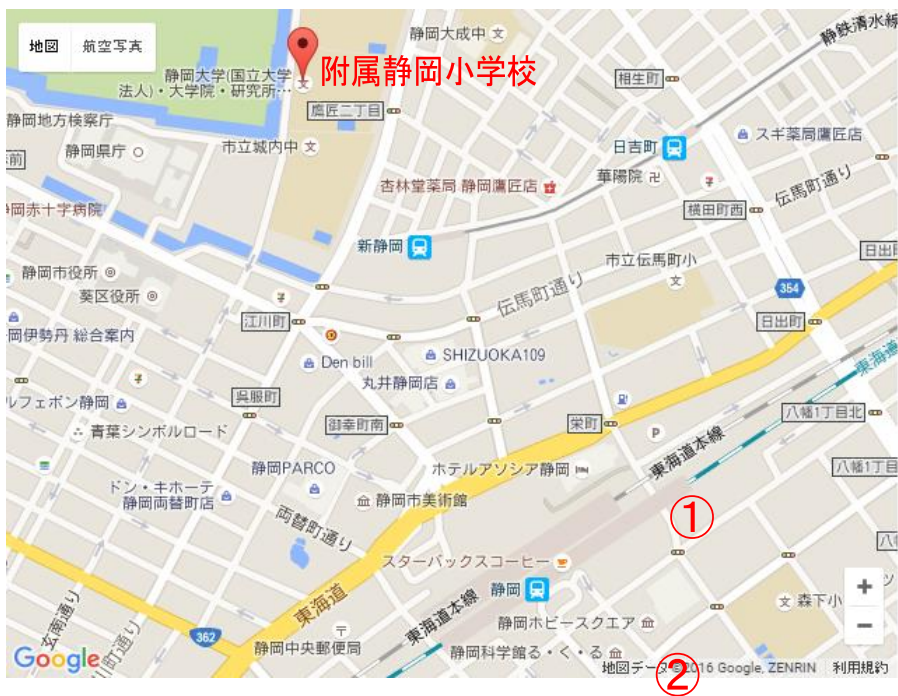 地図 航空写真
静岡大成中
静鉄清水線
附属静岡小学校
静岡大学(国立大学
法人)・大学院・研究所…
相生町
鷹匠二丁目
静岡地方検察庁
静岡県庁
市立城内中
日吉町
スギ薬局鷹匠店
杏林堂薬局 静岡鷹匠店
華陽院
伝馬町通り
岡赤十字病院
横田町西
新静岡
日出
静岡市役所
市立伝馬町小
葵区役所
伝馬町通り
354
江川町
日出町
岡伊勢丹 総合案内
SHIZUOKA109
Den bill
東海道
丸井静岡店
ルフェボン静岡
呉服町
八幡1丁目北
御幸町南
栄町
青葉シンボルロード
P
東海道本線
静岡PARCO
ホテルアソシア静岡
八幡1丁目
ドン・キホーテ
静岡両替町店
静岡市美術館
①
両替町通り
スターバックスコーヒー
静岡
+
東海道
東海道本線
森下小
玄南通り
362
静岡ホビースクエア
−
静岡中央郵便局
静岡科学館る・く・る
Google
町通り
地図データ ©2016 Google, ZENRIN 利用規約
②